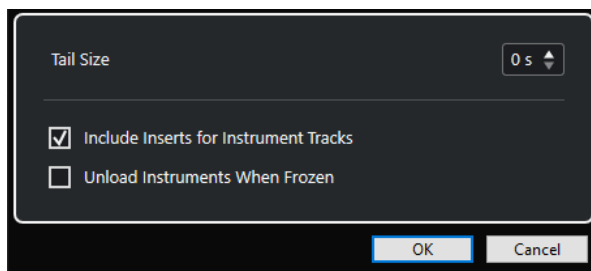 Tail Size
0 s
Include Inserts for Instrument Tracks
Unload Instruments When Frozen
OK
Cancel